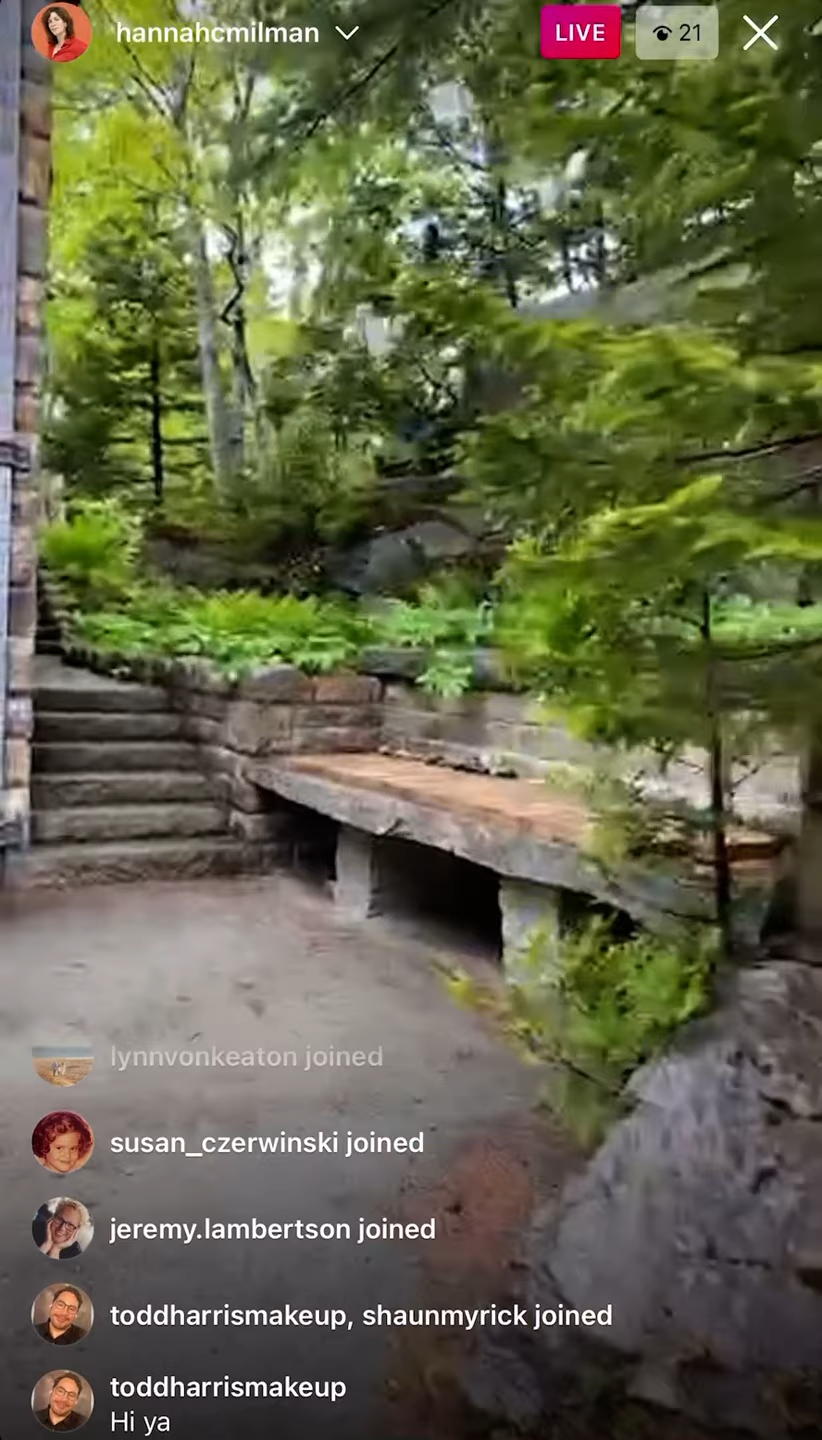 hannahcmilman
LIVE
21
lynnvonkeaton joined
susan_czerwinski joined
jeremy.lambertson joined
toddharrismakeup, shaunmyrick joined
toddharrismakeup
Hi ya